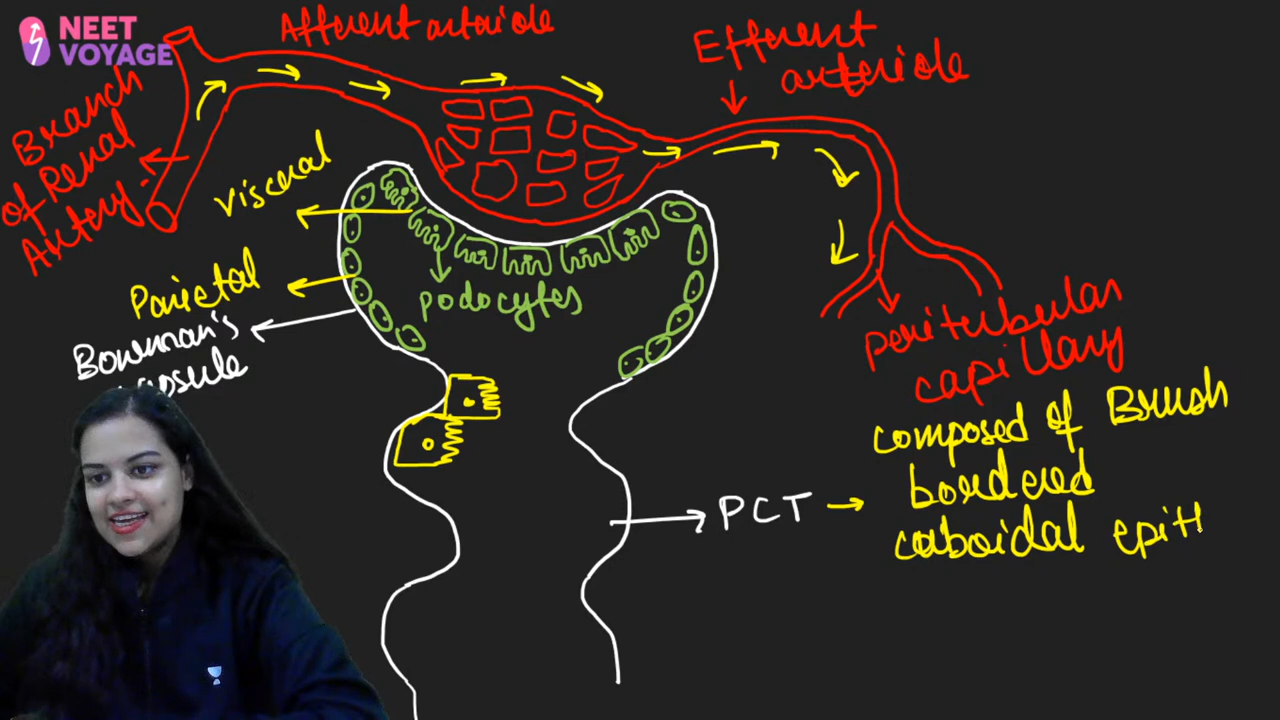 NEET
VOYAGE
Afferent arteriole
Efferent
arteriole
Branch
of Renal
Artery
visceral
Parietal
Bowman's
podocytes
peritubular
capillary
composed of Brush
bordered
cuboidal epith
PCT